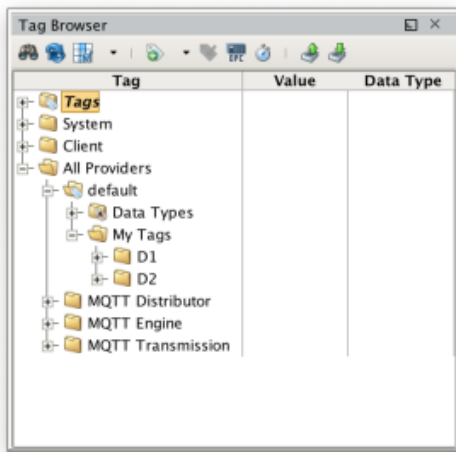 Tag Browser
OPC
Tag Value Data Type
Tags
System
Client
All Providers
default
Data Types
My Tags
D1
D2
MQTT Distributor
MQTT Engine
MQTT Transmission